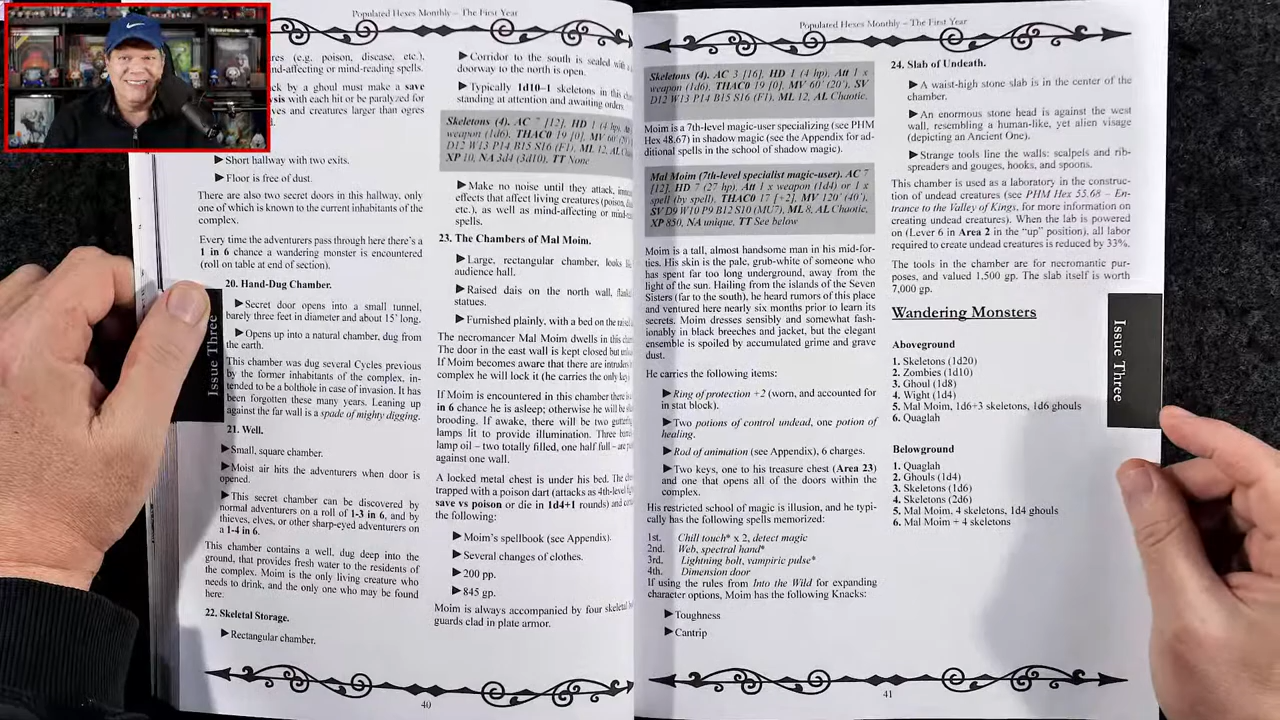 Populated Hexes Monthly – The First Year
res (e.g. poison, disease, etc.),
nd-affecting or mind-reading spells.
ck by a ghoul must make a save
sis with each hit or be paralyzed for
ves and creatures larger than ogres
►Short hallway with two exits.
►Floor is free of dust.
There are also two secret doors in this hallway, only
one of which is known to the current inhabitants of the
complex.
Every time the adventurers pass through here there's a
1 in 6 chance a wandering monster is encountered
(roll on table at end of section).
20. Hand-Dug Chamber.
►Secret door opens into a small tunnel,
barely three feet in diameter and about 15' long.
►Opens up into a natural chamber, dug from
the earth.
This chamber was dug several Cycles previous
by the former inhabitants of the complex, in-
tended to be a bolthole in case of invasion. It has
been forgotten these many years. Leaning up
against the far wall is a spade of mighty digging.
21. Well.
►Small, square chamber.
►Moist air hits the adventurers when door is
opened.
►This secret chamber can be discovered by
normal adventurers on a roll of 1-3 in 6, and by
thieves, elves, or other sharp-eyed adventurers on
a 1-4 in 6.
This chamber contains a well, dug deep into the
ground, that provides fresh water to the residents of
the complex. Moim is the only living creature who
needs to drink, and the only one who may be found
here.
22. Skeletal Storage.
►Rectangular chamber.
►Corridor to the south is sealed with a
doorway to the north is open.
►Typically 1d10–1 skeletons in this
standing at attention and awaiting orders.
Skeletons (4). AC 7 [12], HD 1 (4 hp), Att 1 x
weapon (1d6), THAC0 19 [0], MV 60' (20'),
D12 W13 P14 B15 S16 (F1), ML 12, AL
XP 10, NA 3d4 (3d10), TT None
►Make no noise until they attack,
effects that affect living creatures (poison,
etc.), as well as mind-affecting or mind-
spells.
23. The Chambers of Mal Moim.
►Large, rectangular chamber, looks
audience hall.
►Raised dais on the north wall,
statues.
►Furnished plainly, with a bed on the
The necromancer Mal Moim dwells in this
The door in the east wall is kept closed but
If Moim becomes aware that there are
complex he will lock it (he carries the only key).
If Moim is encountered in this chamber there
in 6 chance he is asleep; otherwise he will be
brooding. If awake, there will be two
lamps lit to provide illumination. Three
lamp oil – two totally filled, one half full – are
against one wall.
A locked metal chest is under his bed. The
trapped with a poison dart (attacks as 4th-level
save vs poison or die in 1d4+1 rounds) and
the following:
►Moim's spellbook (see Appendix).
►Several changes of clothes.
►200 pp.
►845 gp.
Moim is always accompanied by four skeletal
guards clad in plate armor.
Issue Three
40
Populated Hexes Monthly – The First Year
Skeletons (4). AC 3 [16], HD 1 (4 hp), Att 1 x
weapon (1d6), THAC0 19 [0], MV 60' (20'), SV
D12 W13 P14 B15 S16 (F1), ML 12, AL Chaotic.
Moim is a 7th-level magic-user specializing (see PHM
Hex 48.67) in shadow magic (see the Appendix for ad-
ditional spells in the school of shadow magic).
Mal Moim (7th-level specialist magic-user). AC 7
[12], HD 7 (27 hp), Att 1 x weapon (1d4) or 1 x
spell (by spell), THAC0 17 [+2], MV 120' (40'),
SV D9 W10 P9 B12 S10 (MU7), ML 8, AL Chaotic,
XP 850, NA unique, TT See below
Moim is a tall, almost handsome man in his mid-for-
ties. His skin is the pale, grub-white of someone who
has spent far too long underground, away from the
light of the sun. Hailing from the islands of the Seven
Sisters (far to the south), he heard rumors of this place
and ventured here nearly six months prior to learn its
secrets. Moim dresses sensibly and somewhat fash-
ionably in black breeches and jacket, but the elegant
ensemble is spoiled by accumulated grime and grave
dust.
He carries the following items:
►Ring of protection +2 (worn, and accounted for
in stat block).
►Two potions of control undead, one potion of
healing.
►Rod of animation (see Appendix), 6 charges.
►Two keys, one to his treasure chest (Area 23)
and one that opens all of the doors within the
complex.
His restricted school of magic is illusion, and he typi-
cally has the following spells memorized:
1st. Chill touch* x 2, detect magic
2nd. Web, spectral hand*
3rd. Lightning bolt, vampiric pulse*
4th. Dimension door
If using the rules from Into the Wild for expanding
character options, Moim has the following Knacks:
►Toughness
►Cantrip
24. Slab of Undeath.
►A waist-high stone slab is in the center of the
chamber.
►An enormous stone head is against the west
wall, resembling a human-like, yet alien visage
(depicting an Ancient One).
►Strange tools line the walls: scalpels and rib-
spreaders and gouges, hooks, and spoons.
This chamber is used as a laboratory in the construc-
tion of undead creatures (see PHM Hex 55.68 – En-
trance to the Valley of Kings, for more information on
creating undead creatures). When the lab is powered
on (Lever 6 in Area 2 in the "up" position), all labor
required to create undead creatures is reduced by 33%.
The tools in the chamber are for necromantic pur-
poses, and valued 1,500 gp. The slab itself is worth
7,000 gp.
Wandering Monsters
Aboveground
1. Skeletons (1d20)
2. Zombies (1d10)
3. Ghoul (1d8)
4. Wight (1d4)
5. Mal Moim, 1d6+3 skeletons, 1d6 ghouls
6. Quaglah
Belowground
1. Quaglah
2. Ghouls (1d4)
3. Skeletons (1d6)
4. Skeletons (2d6)
5. Mal Moim, 4 skeletons, 1d4 ghouls
6. Mal Moim + 4 skeletons
Issue Three
41